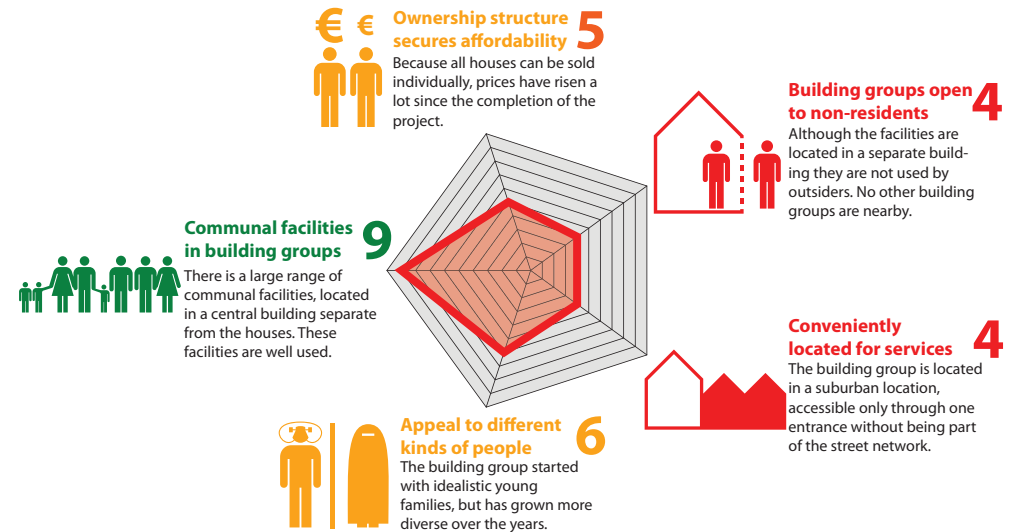 € €
Ownership structure
secures affordability
5
Because all houses can be sold
individually, prices have risen a
lot since the completion of the
project.
Building groups open
to non-residents
4
Although the facilities are
located in a separate build-
ing they are not used by
outsiders. No other building
groups are nearby.
Communal facilities
in building groups
9
There is a large range of
communal facilities, located
in a central building separate
from the houses. These
facilities are well used.
Conveniently
located for services
4
The building group is located
in a suburban location,
accessible only through one
entrance without being part
of the street network.
Appeal to different
kinds of people
6
The building group started
with idealistic young
families, but has grown more
diverse over the years.